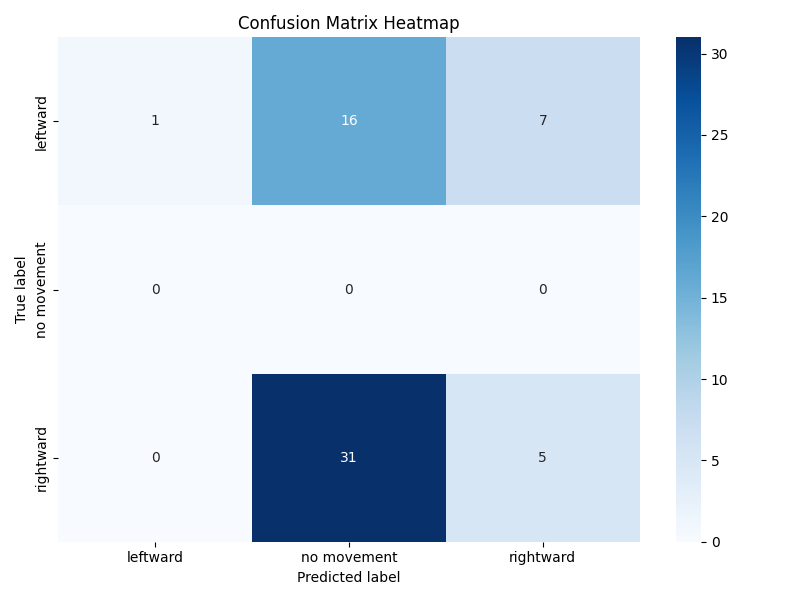 Confusion Matrix Heatmap
leftward
1 16 7
no movement
0 0 0
rightward
0 31 5
True label
leftward no movement rightward
Predicted label
30
25
20
15
10
5
0